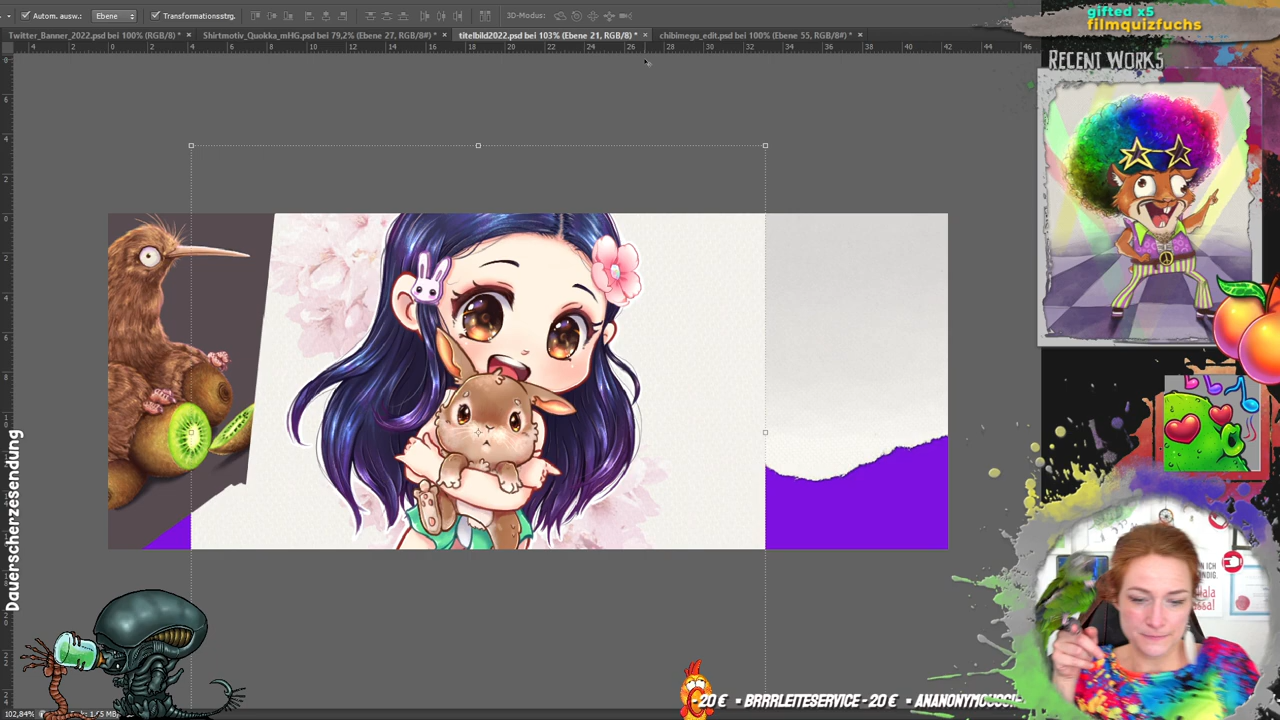 Autom. ausw.: Ebene Transformationsstrg. 3D-Modus:
Twitter_Banner_2022.psd bei 100% (RGB/8) * × Shirtmotiv_Quokka_mHG.psd bei 79,2% (Ebene 27, RGB titelbild2022.psd bei 103% (Ebene 21, RGB/8) * × chibimegu_edit.psd bei 100% (Ebene 55, RGB/8#) * ×
gifted x5
filmquizfuchs
RECENT WORKS
Dauerscherzesendung
102,84%
- 20 € • BRRRLEITESERVICE - 20 € •